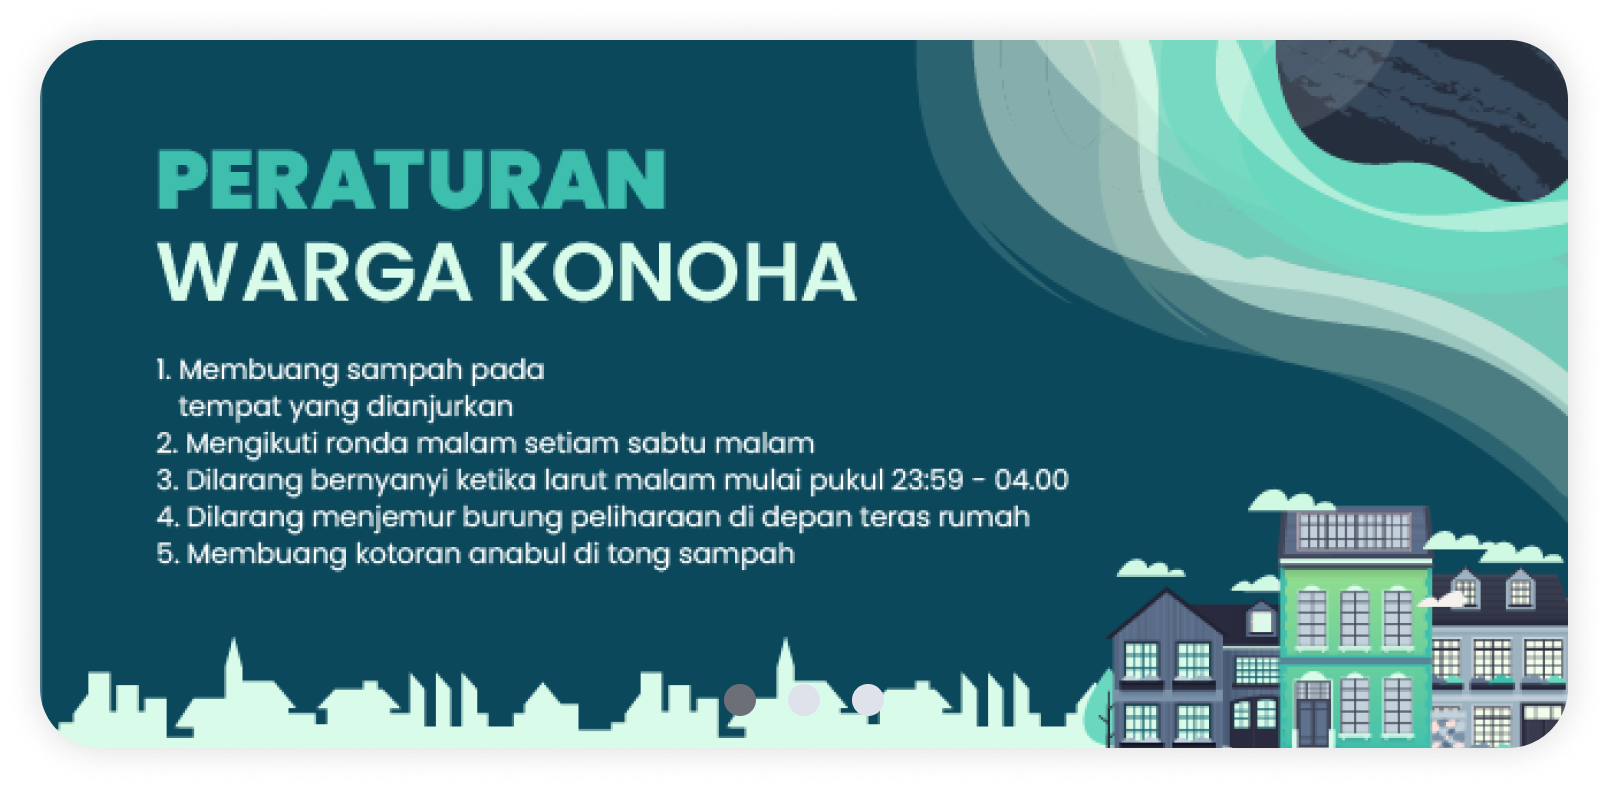 PERATURAN
WARGA KONOHA
1. Membuang sampah pada
tempat yang dianjurkan
2. Mengikuti ronda malam setiam sabtu malam
3. Dilarang bernyanyi ketika larut malam mulai pukul 23:59 - 04.00
4. Dilarang menjemur burung peliharaan di depan teras rumah
5. Membuang kotoran anabul di tong sampah